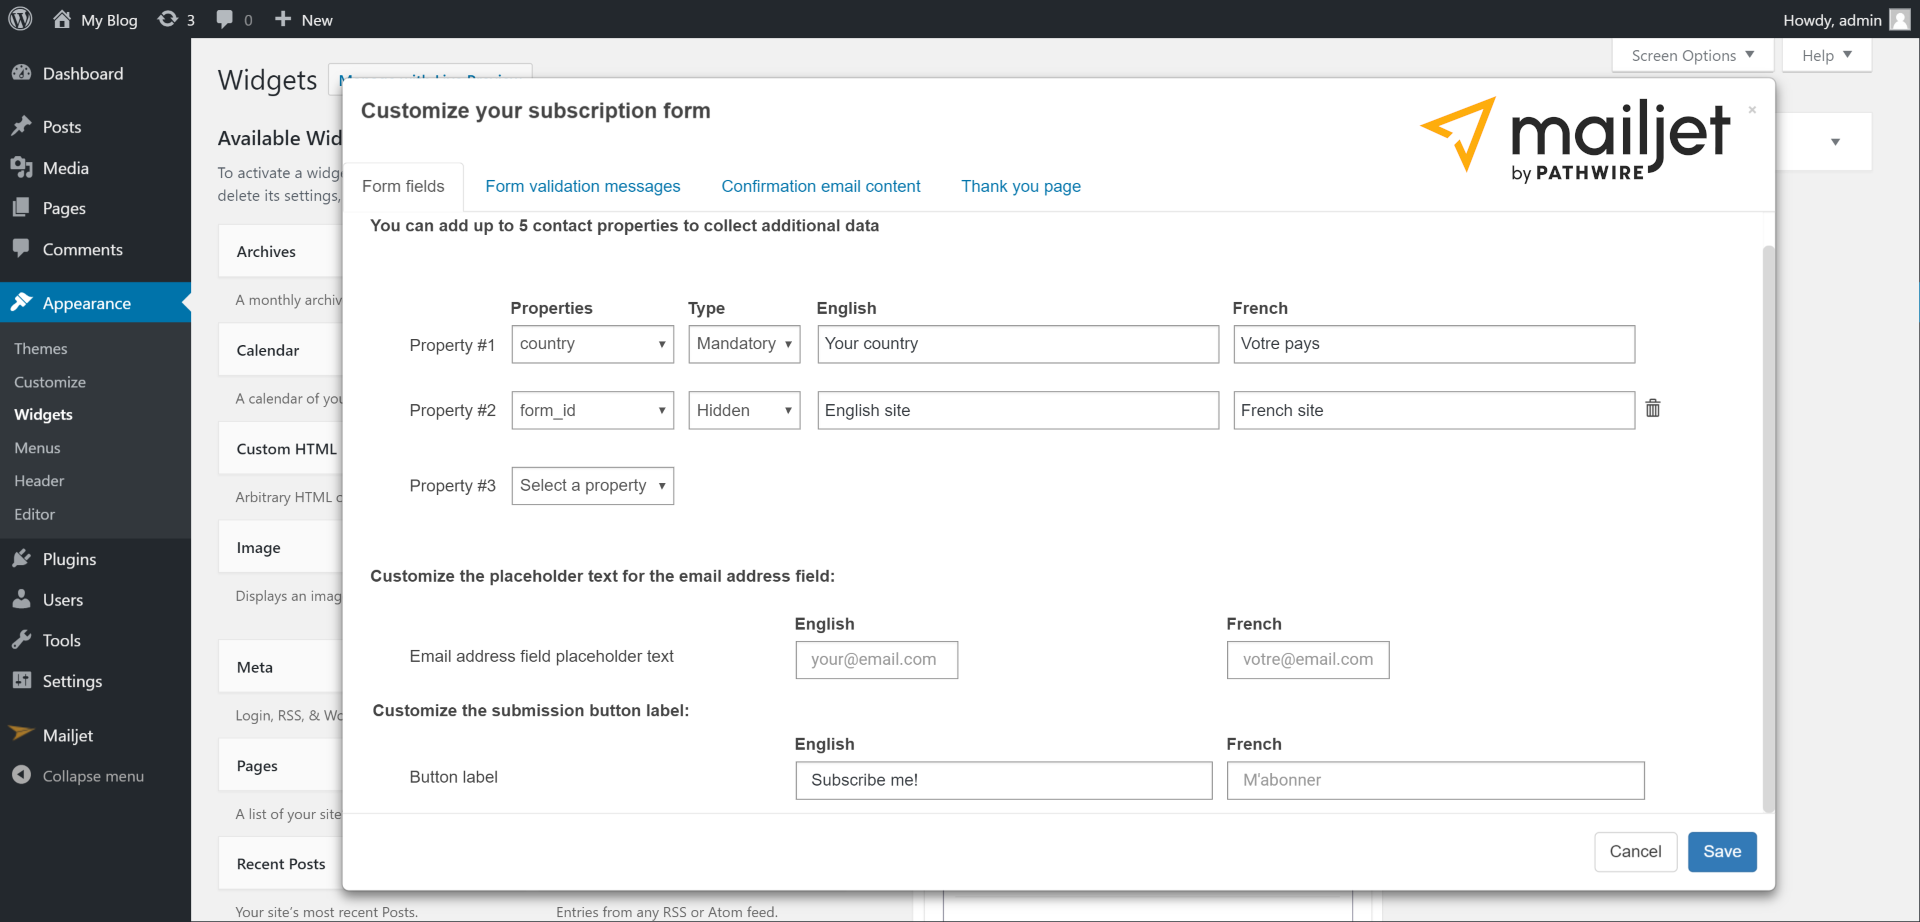 My Blog
3
0
New
Howdy, admin
Dashboard
Posts
Media
Pages
Comments
Appearance
Themes
Customize
Widgets
Menus
Header
Editor
Plugins
Users
Tools
Settings
Mailjet
Collapse menu
Screen Options
Help
Widgets
Available Wid
To activate a widge
delete its settings,
Archives
A monthly archiv
Calendar
A calendar of you
Custom HTML
Arbitrary HTML c
Image
Displays an imag
Meta
Login, RSS, & Wo
Pages
A list of your site
Recent Posts
Your site's most recent Posts.
Entries from any RSS or Atom feed.
Customize your subscription form
mailjet
by PATHWIRE
×
Form fields
Form validation messages
Confirmation email content
Thank you page
You can add up to 5 contact properties to collect additional data
Properties Type English French
Property #1 country Mandatory Your country Votre pays
Property #2 form_id Hidden English site French site
Property #3 Select a property
Customize the placeholder text for the email address field:
English French
Email address field placeholder text your@email.com votre@email.com
Customize the submission button label:
English French
Button label Subscribe me! M'abonner
Cancel Save